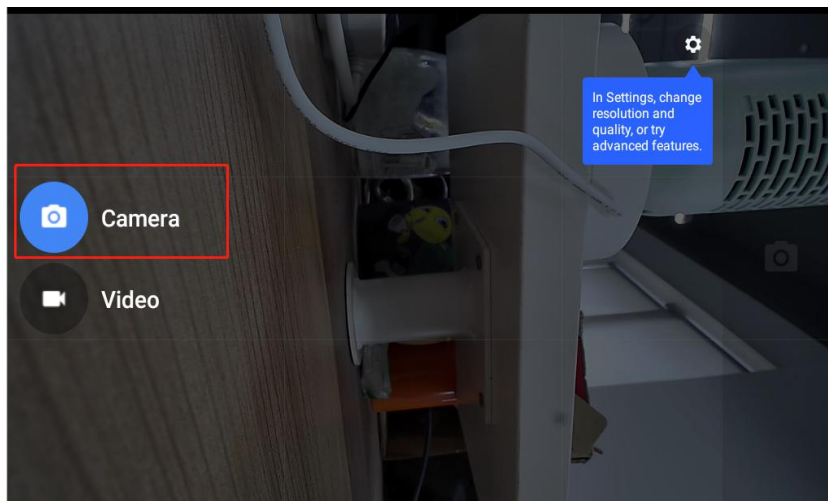 In Settings, change
resolution and
quality, or try
advanced features.
Camera
Video